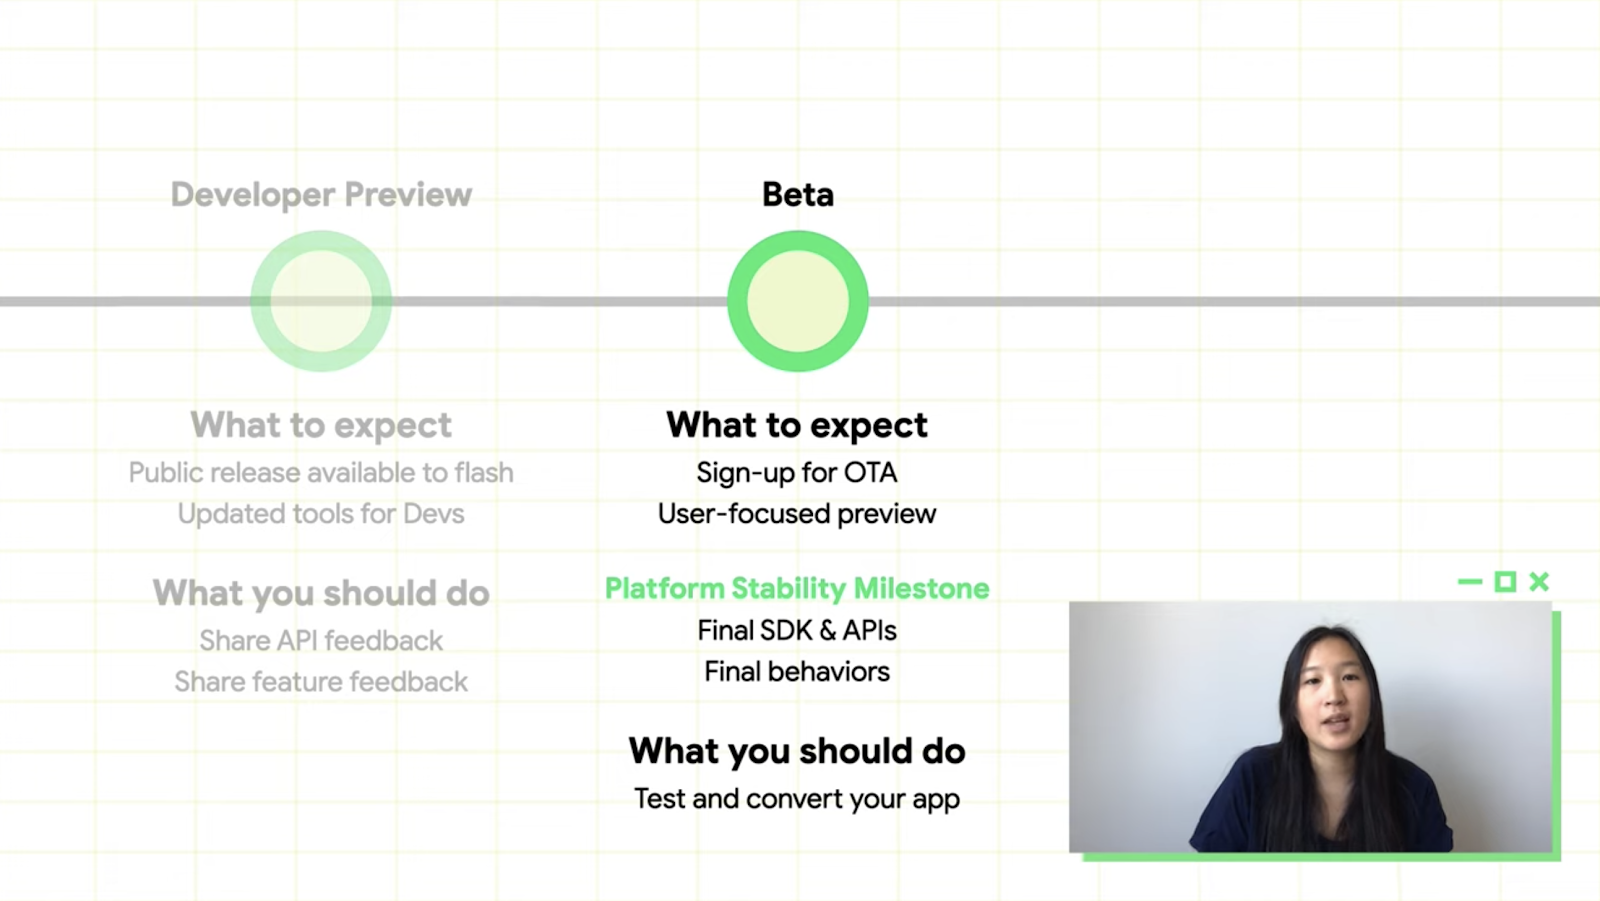 Developer Preview
What to expect
Public release available to flash
Updated tools for Devs
What you should do
Share API feedback
Share feature feedback
Beta
What to expect
Sign-up for OTA
User-focused preview
Platform Stability Milestone
Final SDK & APIs
Final behaviors
What you should do
Test and convert your app